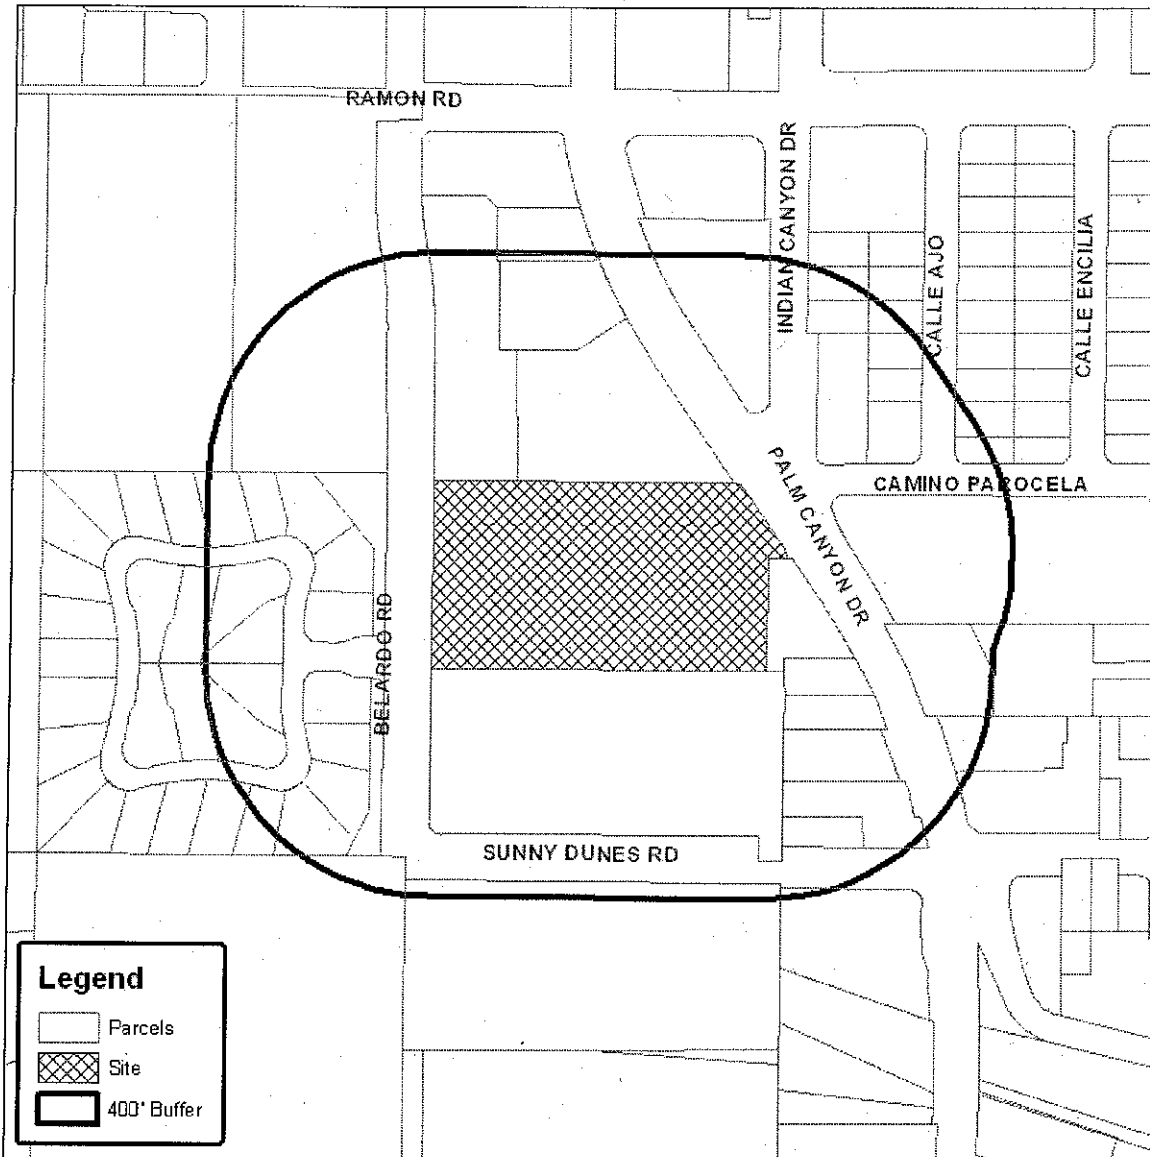 RAMON RD
INDIAN CANYON DR
CALLE AJO
CALLE ENCILIA
PALM CANYON DR
CAMINO PAROCELA
BELARDO RD
SUNNY DUNES RD
Legend
Parcels
Site
400' Buffer